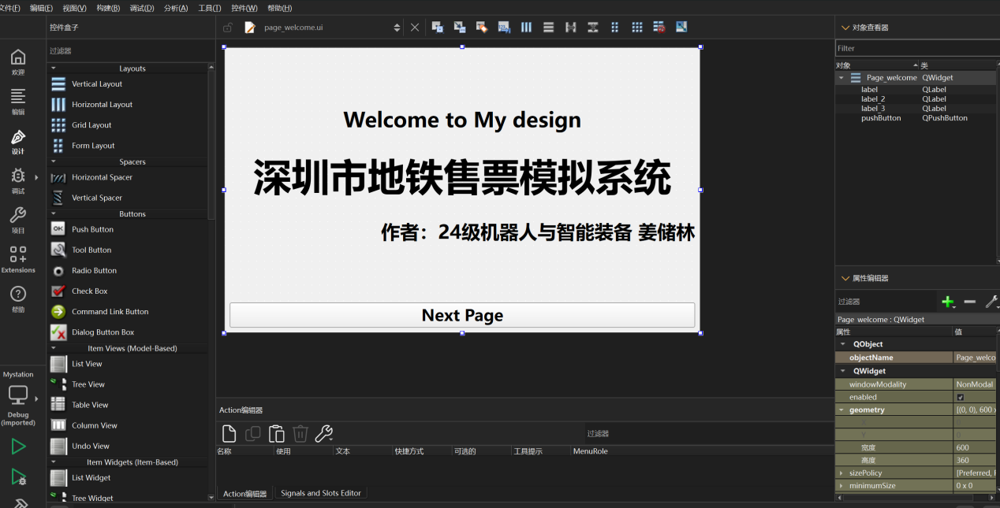 文件(F) 编辑(E) 视图(V) 构建(B) 调试(D) 分析(A) 工具(T) 控件(W) 帮助(H)
控件盒子
过滤器
Layouts
Vertical Layout
Horizontal Layout
Grid Layout
Form Layout
Spacers
Horizontal Spacer
Vertical Spacer
Buttons
OK
Push Button
Tool Button
Radio Button
Check Box
Command Link Button
Dialog Button Box
Item Views (Model-Based)
List View
Tree View
Table View
Column View
Undo View
Item Widgets (Item-Based)
List Widget
Tree Widget
欢迎
编辑
设计
调试
项目
Extensions
帮助
Mystation
Debug
(imported)
page_welcome.ui
Welcome to My design
深圳市地铁售票模拟系统
作者：24级机器人与智能装备 姜储林
Next Page
Action编辑器
过滤器
名称 使用 文本 快捷方式 可选的 工具提示 MenuRole
Action编辑器 Signals and Slots Editor
对象查看器
Filter
对象 类
Page_welcome QWidget
label QLabel
label_2 QLabel
label_3 QLabel
pushButton QPushButton
属性编辑器
过滤器
Page_welcome : QWidget
属性 值
QObject
objectName Page_welco
QWidget
windowModality NonModal
enabled
geometry [(0, 0), 600 x
X 0
Y 0
宽度 600
高度 360
sizePolicy [Preferred, P
minimumSize 0 x 0